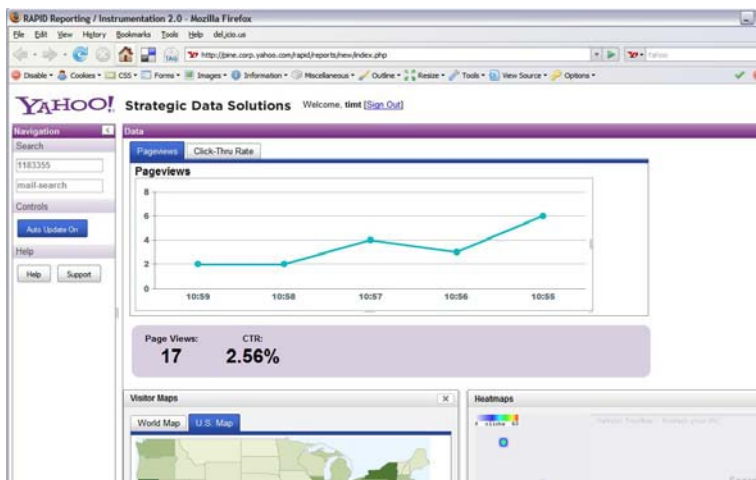 RAPID Reporting / Instrumentation 2.0 - Mozilla Firefox
File Edit View History Bookmarks Tools Help del.icio.us
TAG Y! http://pine.corp.yahoo.com/rapid/reports/new/index.php Y! Yahoo
Disable Cookies CSS Forms Images Information Miscellaneous Outline Resize Tools View Source Options
YAHOO! Strategic Data Solutions Welcome, timt [Sign Out]
Navigation
Data
Search
1183355
mail-search
Controls
Auto Update On
Help
Help Support
Pageviews Click-Thru Rate
Pageviews
8
6
4
2
0
10:59 10:58 10:57 10:56 10:55
Page Views: CTR:
17 2.56%
Visitor Maps
World Map U.S. Map
Heatmaps
clicks